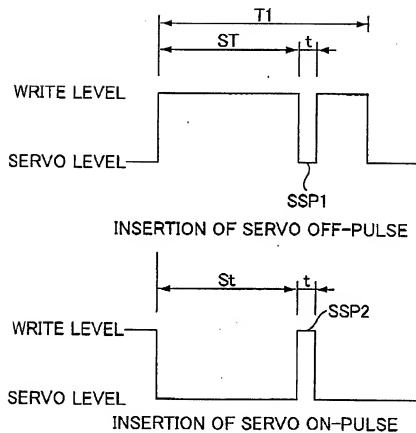 T1
ST t
WRITE LEVEL
SERVO LEVEL
SSP1
INSERTION OF SERVO OFF-PULSE
St t
WRITE LEVEL
SSP2
SERVO LEVEL
INSERTION OF SERVO ON-PULSE